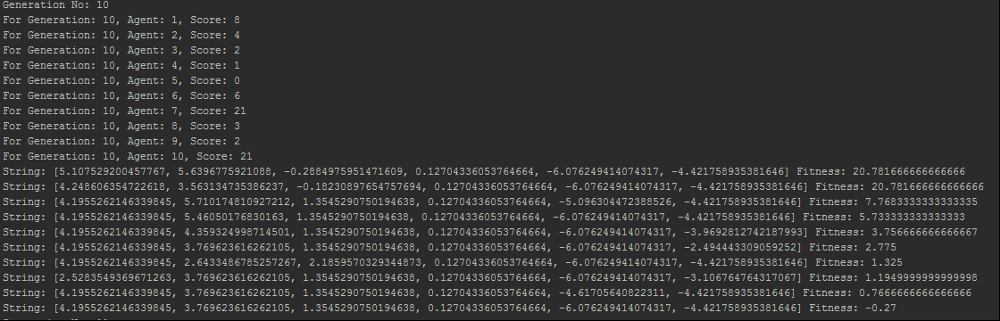 Generation No: 10
For Generation: 10, Agent: 1, Score: 8
For Generation: 10, Agent: 2, Score: 4
For Generation: 10, Agent: 3, Score: 2
For Generation: 10, Agent: 4, Score: 1
For Generation: 10, Agent: 5, Score: 0
For Generation: 10, Agent: 6, Score: 6
For Generation: 10, Agent: 7, Score: 21
For Generation: 10, Agent: 8, Score: 3
For Generation: 10, Agent: 9, Score: 2
For Generation: 10, Agent: 10, Score: 21
String: [5.107529200457767, 5.6396775921088, -0.2884975951471609, 0.12704336053764664, -6.076249414074317, -4.421758935381646] Fitness: 20.781666666666666
String: [4.248606354722618, 3.563134735386237, -0.18230897654757694, 0.12704336053764664, -6.076249414074317, -4.421758935381646] Fitness: 20.781666666666666
String: [4.1955262146339845, 5.710174810927212, 1.3545290750194638, 0.12704336053764664, -5.096304472388526, -4.421758935381646] Fitness: 7.7683333333333335
String: [4.1955262146339845, 5.46050176830163, 1.3545290750194638, 0.12704336053764664, -6.076249414074317, -4.421758935381646] Fitness: 5.733333333333333
String: [4.1955262146339845, 4.359324998714501, 1.3545290750194638, 0.12704336053764664, -6.076249414074317, -3.9692812742187993] Fitness: 3.756666666666667
String: [4.1955262146339845, 3.769623616262105, 1.3545290750194638, 0.12704336053764664, -6.076249414074317, -2.494443309059252] Fitness: 2.775
String: [4.1955262146339845, 2.6433486785257267, 2.1859570329344873, 0.12704336053764664, -6.076249414074317, -4.421758935381646] Fitness: 1.325
String: [2.5283549369671263, 3.769623616262105, 1.3545290750194638, 0.12704336053764664, -6.076249414074317, -3.106764764317067] Fitness: 1.1949999999999998
String: [4.1955262146339845, 3.769623616262105, 1.3545290750194638, 0.12704336053764664, -4.61705640822311, -4.421758935381646] Fitness: 0.7666666666666666
String: [4.1955262146339845, 3.769623616262105, 1.3545290750194638, 0.12704336053764664, -6.076249414074317, -4.421758935381646] Fitness: -0.27